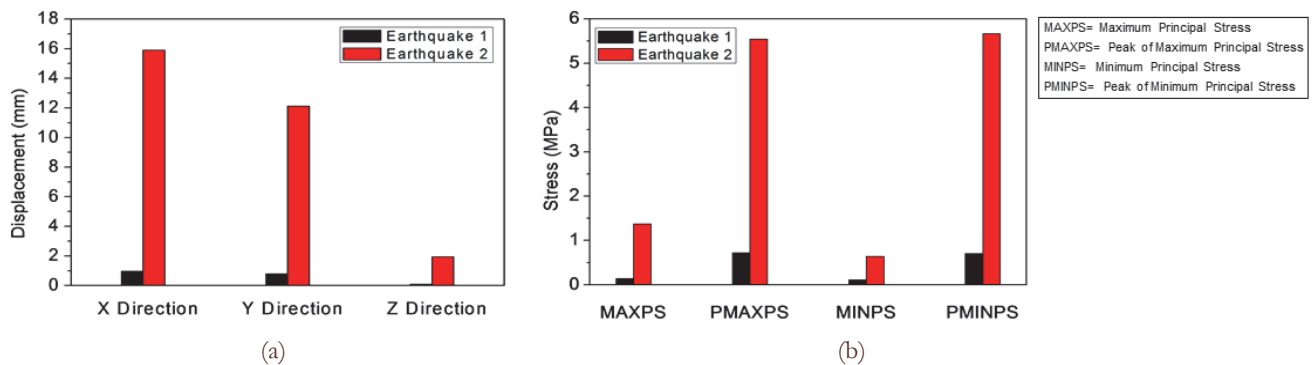 18
16
14
12
10
8
6
4
2
0
Displacement (mm)
Earthquake 1
Earthquake 2
X Direction
Y Direction
Z Direction
(a)
6
5
4
3
2
1
0
Stress (MPa)
Earthquake 1
Earthquake 2
MAXPS
PMAXPS
MINPS
PMINPS
(b)
MAXPS= Maximum Principal Stress
PMAXPS= Peak of Maximum Principal Stress
MINPS= Minimum Principal Stress
PMINPS= Peak of Minimum Principal Stress